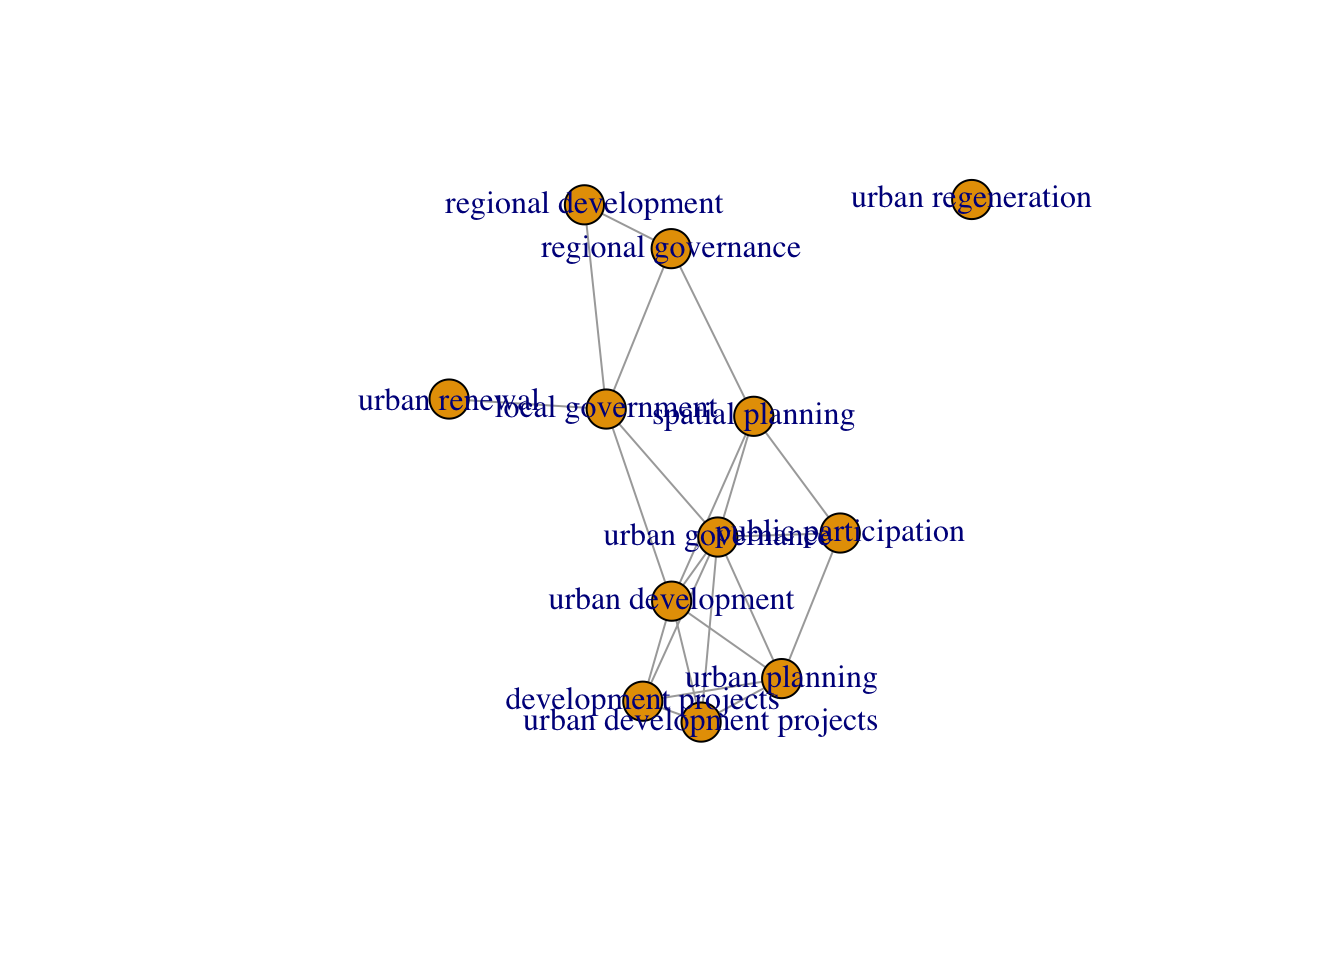 urban regeneration
regional development
regional governance
urban renewal
local government
spatial planning
urban governance
public participation
urban development
urban planning
development projects
urban development projects